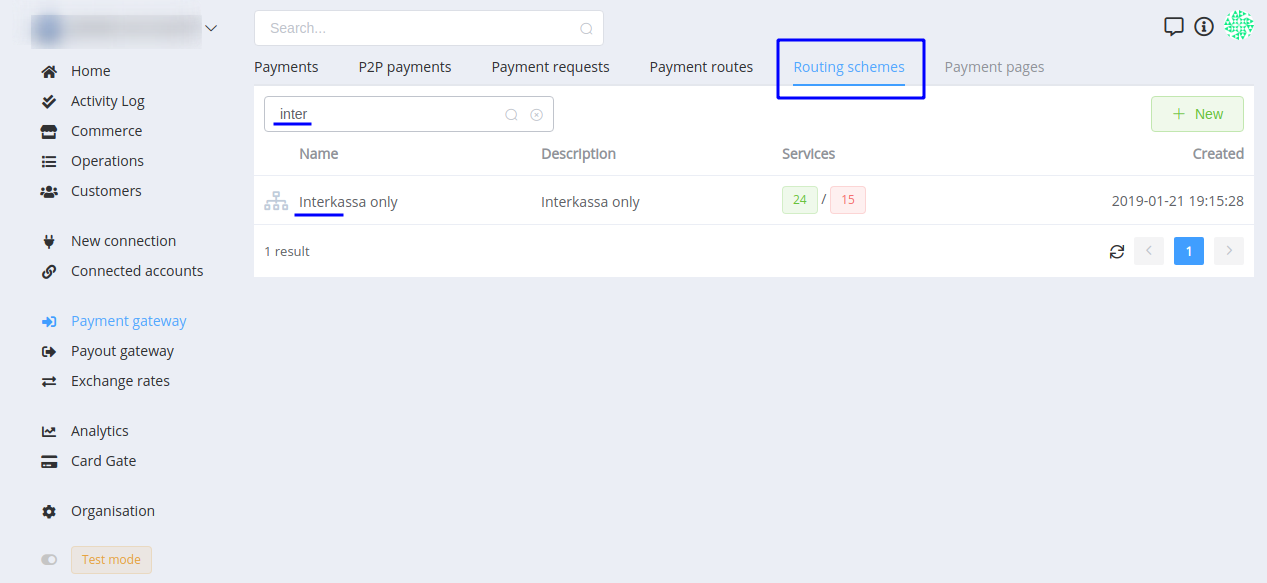 Search...
Home
Activity Log
Commerce
Operations
Customers
New connection
Connected accounts
Payment gateway
Payout gateway
Exchange rates
Analytics
Card Gate
Organisation
Test mode
Payments P2P payments Payment requests Payment routes Routing schemes Payment pages
inter
+ New
Name Description Services Created
Interkassa only Interkassa only 24 / 15 2019-01-21 19:15:28
1 result
< 1 >